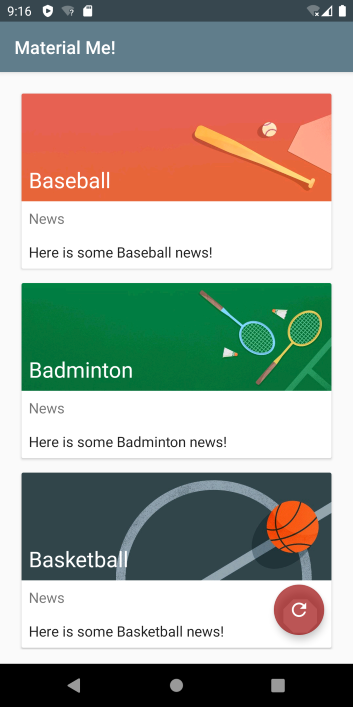 9:16
Material Me!
Baseball
News
Here is some Baseball news!
Badminton
News
Here is some Badminton news!
Basketball
News
Here is some Basketball news!